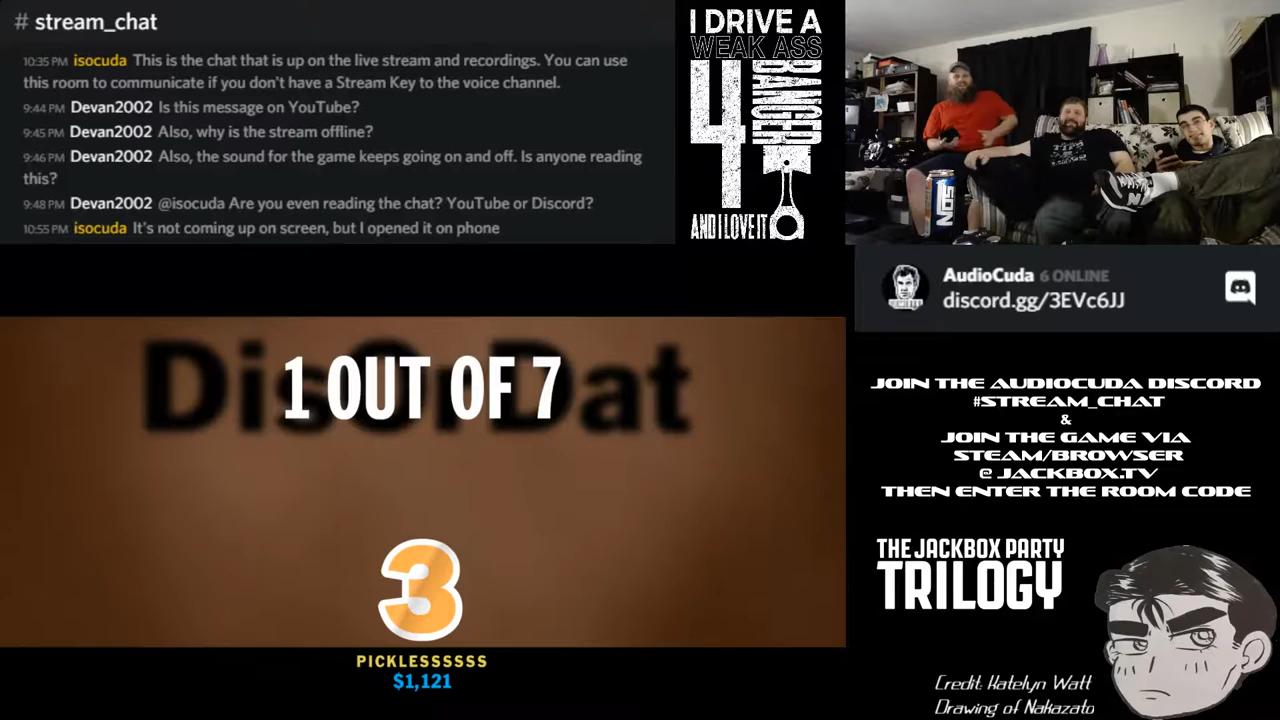 # stream_chat
10:35 PM isocuda This is the chat that is up on the live stream and recordings. You can use
this room communicate if you don't have a Stream Key to the voice channel.
9:44 PM Devan2002 Is this message on YouTube?
9:45 PM Devan2002 Also, why is the stream offline?
9:46 PM Devan2002 Also, the sound for the game keeps going on and off. Is anyone reading
this?
9:48 PM Devan2002 @isocuda Are you even reading the chat? YouTube or Discord?
10:55 PM isocuda It's not coming up on screen, but I opened it on phone
I DRIVE A
WEAK ASS
4
BANGER
AND I LOVE IT
NOS
AudioCuda 6 ONLINE
discord.gg/3EVc6JJ
DisOrDat
1 OUT OF 7
3
PICKLESSSSSS
$1,121
JOIN THE AUDIOCUDA DISCORD
#STREAM_CHAT
&
JOIN THE GAME VIA
STEAM/BROWSER
@ JACKBOX.TV
THEN ENTER THE ROOM CODE
THE JACKBOX PARTY
TRILOGY
Credit: Katelyn Watt
Drawing of Nakazato